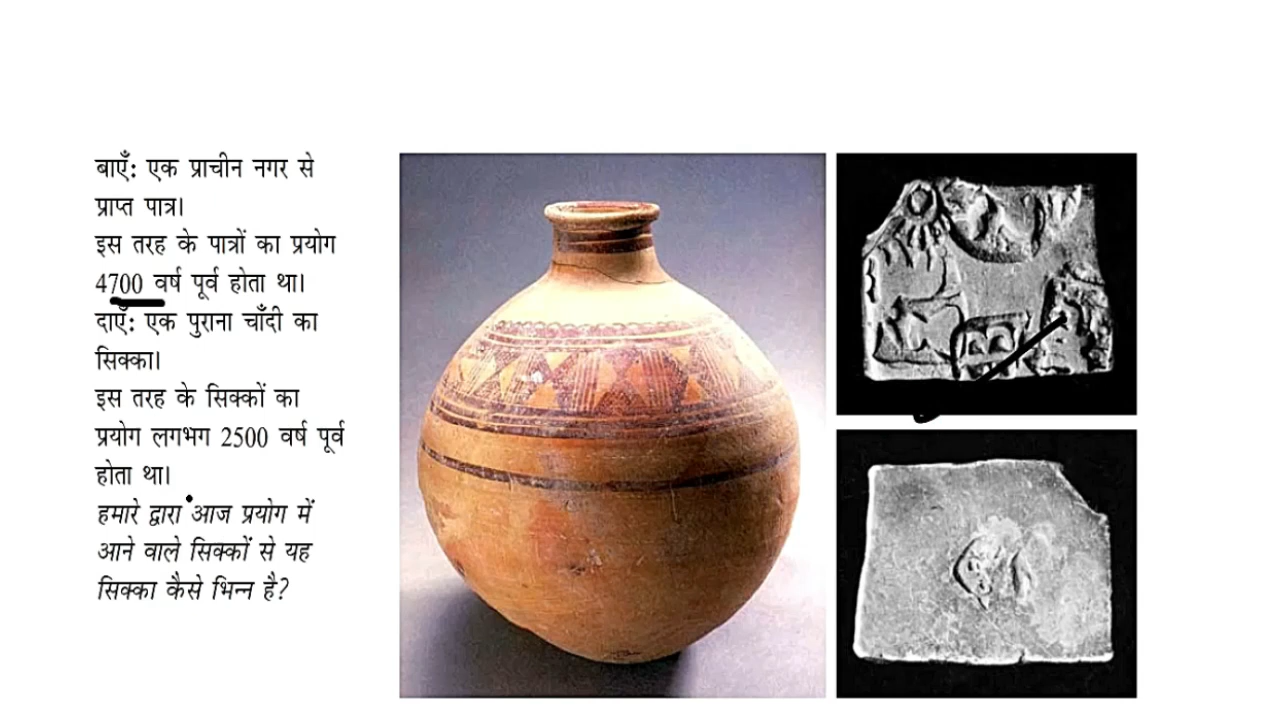 बाएँ: एक प्राचीन नगर से
प्राप्त पात्र।
इस तरह के पात्रों का प्रयोग
4700 वर्ष पूर्व होता था।
दाएँ: एक पुराना चाँदी का
सिक्का।
इस तरह के सिक्कों का
प्रयोग लगभग 2500 वर्ष पूर्व
होता था।
हमारे द्वारा आज प्रयोग में
आने वाले सिक्कों से यह
सिक्का कैसे भिन्न है?